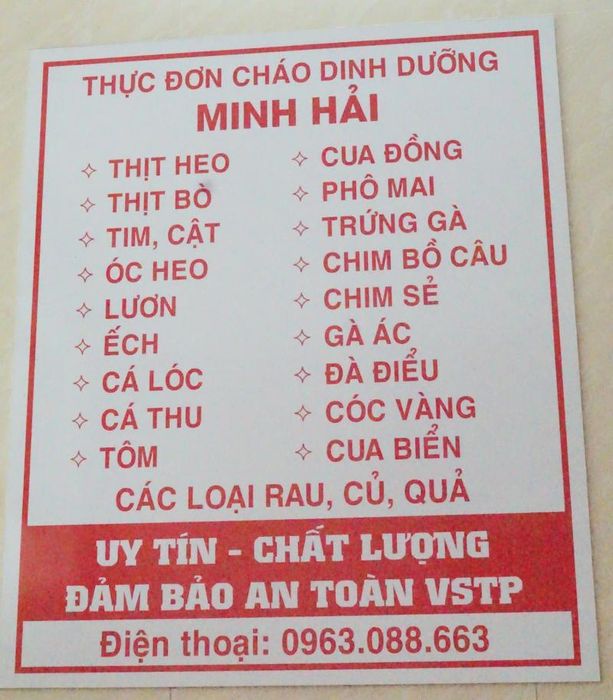 THỰC ĐƠN CHÁO DINH DƯỠNG
MINH HẢI
✧ THỊT HEO
✧ THỊT BÒ
✧ TIM, CẬT
✧ ÓC HEO
✧ LƯƠN
✧ ẾCH
✧ CÁ LÓC
✧ CÁ THU
✧ TÔM
✧ CUA ĐỒNG
✧ PHÔ MAI
✧ TRỨNG GÀ
✧ CHIM BỒ CÂU
✧ CHIM SẺ
✧ GÀ ÁC
✧ ĐÀ ĐIỂU
✧ CÓC VÀNG
✧ CUA BIỂN
CÁC LOẠI RAU, CỦ, QUẢ
UY TÍN - CHẤT LƯỢNG
ĐẢM BẢO AN TOÀN VSTP
Điện thoại: 0963.088.663